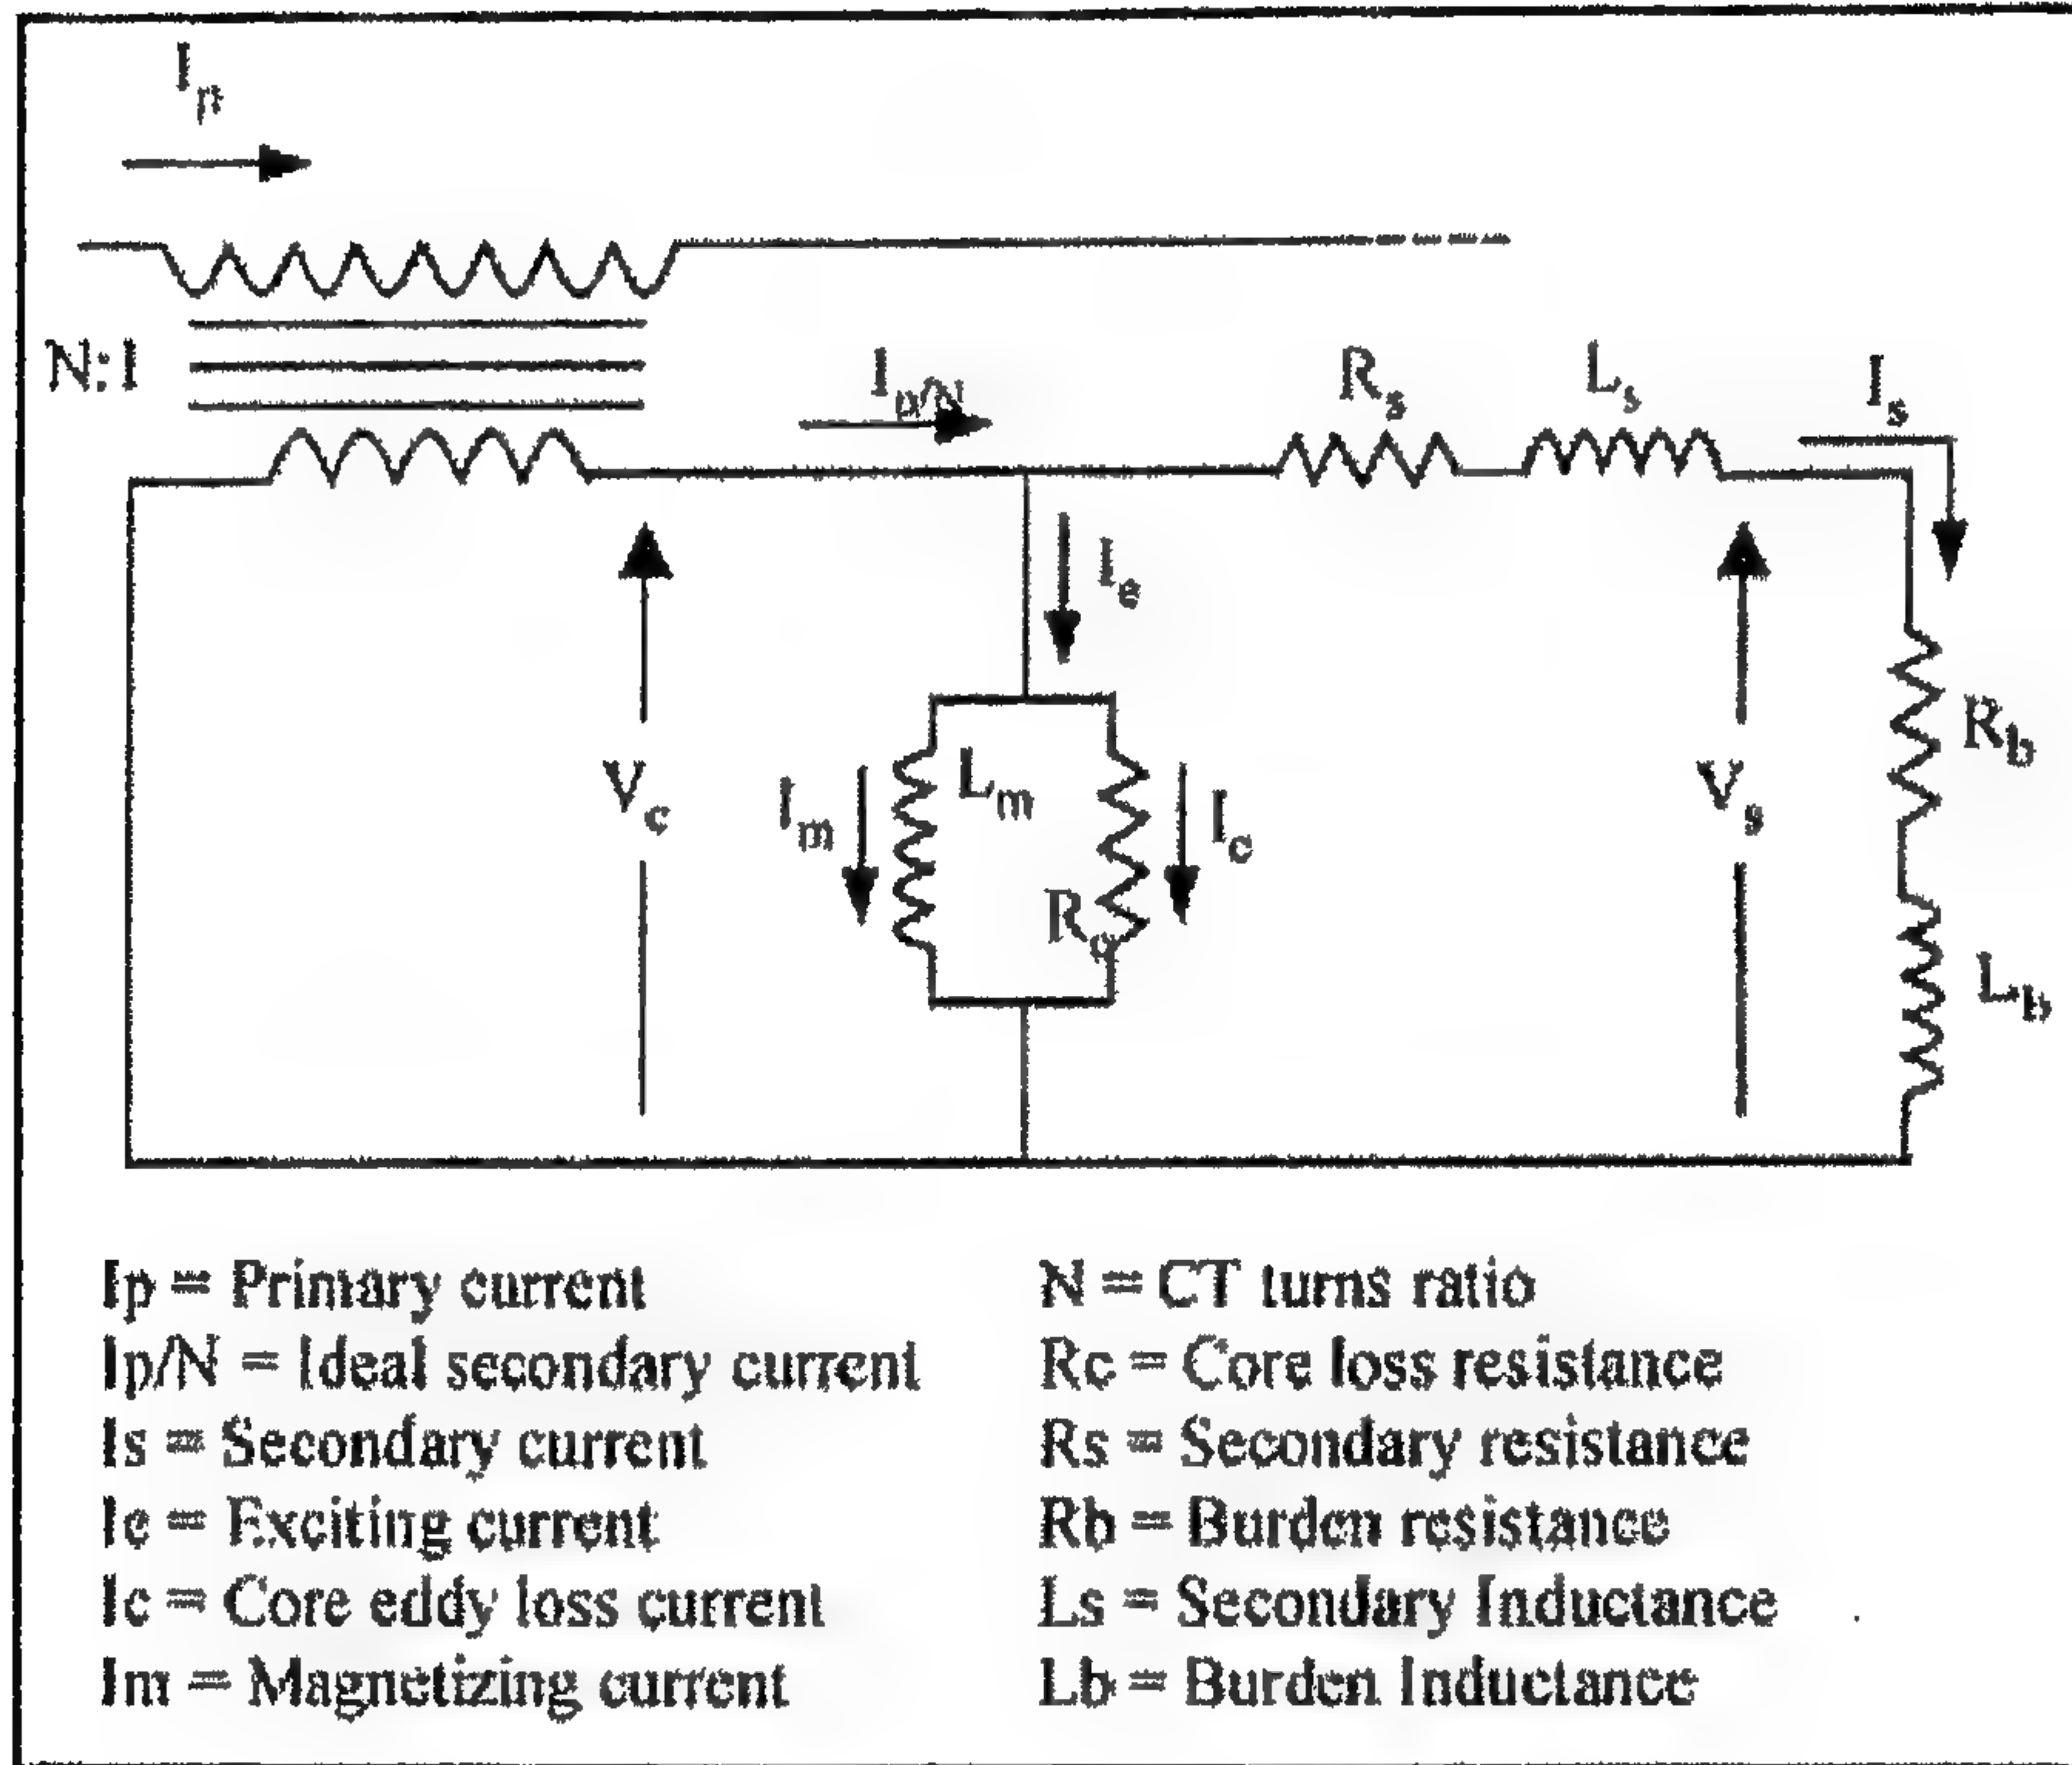 Ip
N:1
Ip/N
Rs
Ls
Is
Ie
Vc
Im
Lm
Rc
Ic
Vs
Rb
Lb
Ip = Primary current
Ip/N = Ideal secondary current
Is = Secondary current
Ie = Exciting current
Ic = Core eddy loss current
Im = Magnetizing current
N = CT turns ratio
Rc = Core loss resistance
Rs = Secondary resistance
Rb = Burden resistance
Ls = Secondary Inductance
Lb = Burden Inductance